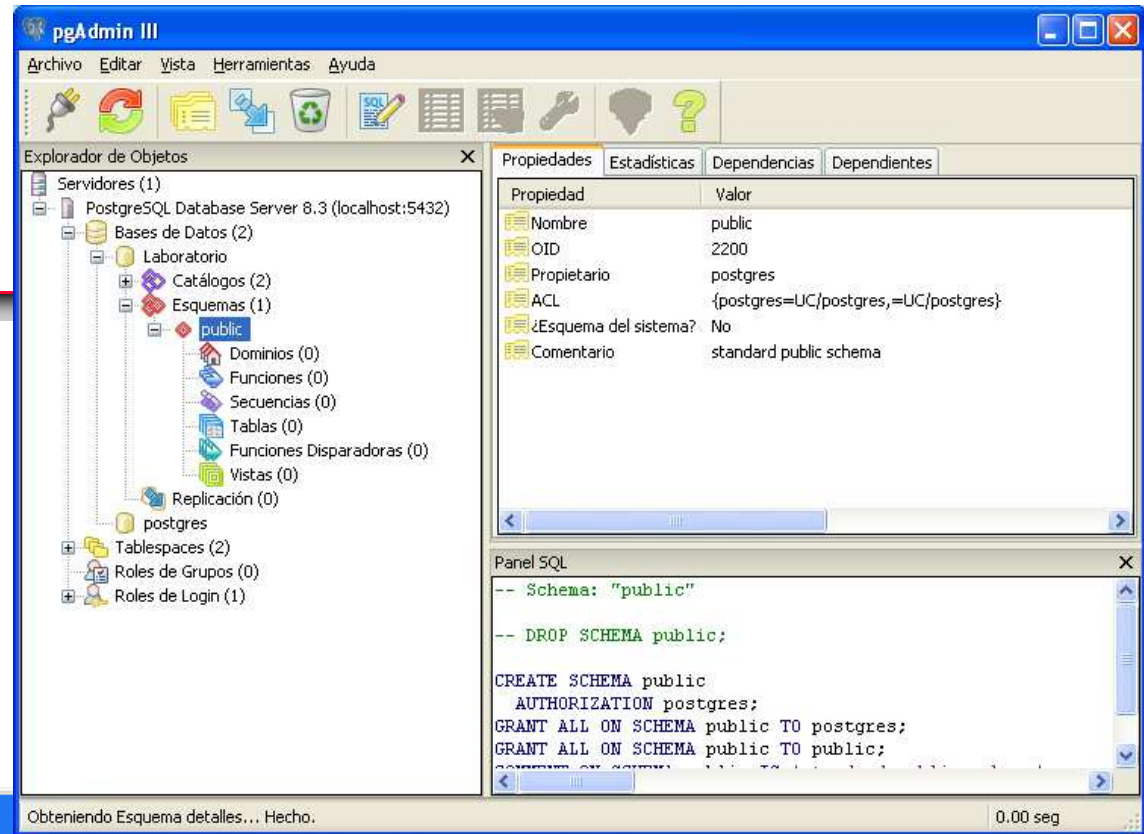 pgAdmin III
Archivo Editar Vista Herramientas Ayuda
SQL
Explorador de Objetos
Servidores (1)
PostgreSQL Database Server 8.3 (localhost:5432)
Bases de Datos (2)
Laboratorio
Catálogos (2)
Esquemas (1)
public
Dominios (0)
Funciones (0)
Secuencias (0)
Tablas (0)
Funciones Disparadoras (0)
Vistas (0)
Replicación (0)
postgres
Tablespaces (2)
Roles de Grupos (0)
Roles de Login (1)
Propiedades Estadísticas Dependencias Dependientes
Propiedad Valor
Nombre public
OID 2200
Propietario postgres
ACL {postgres=UC/postgres,=UC/postgres}
¿Esquema del sistema? No
Comentario standard public schema
Panel SQL
-- Schema: "public"
-- DROP SCHEMA public;
CREATE SCHEMA public
AUTHORIZATION postgres;
GRANT ALL ON SCHEMA public TO postgres;
GRANT ALL ON SCHEMA public TO public;
Obteniendo Esquema detalles... Hecho.
0.00 seg